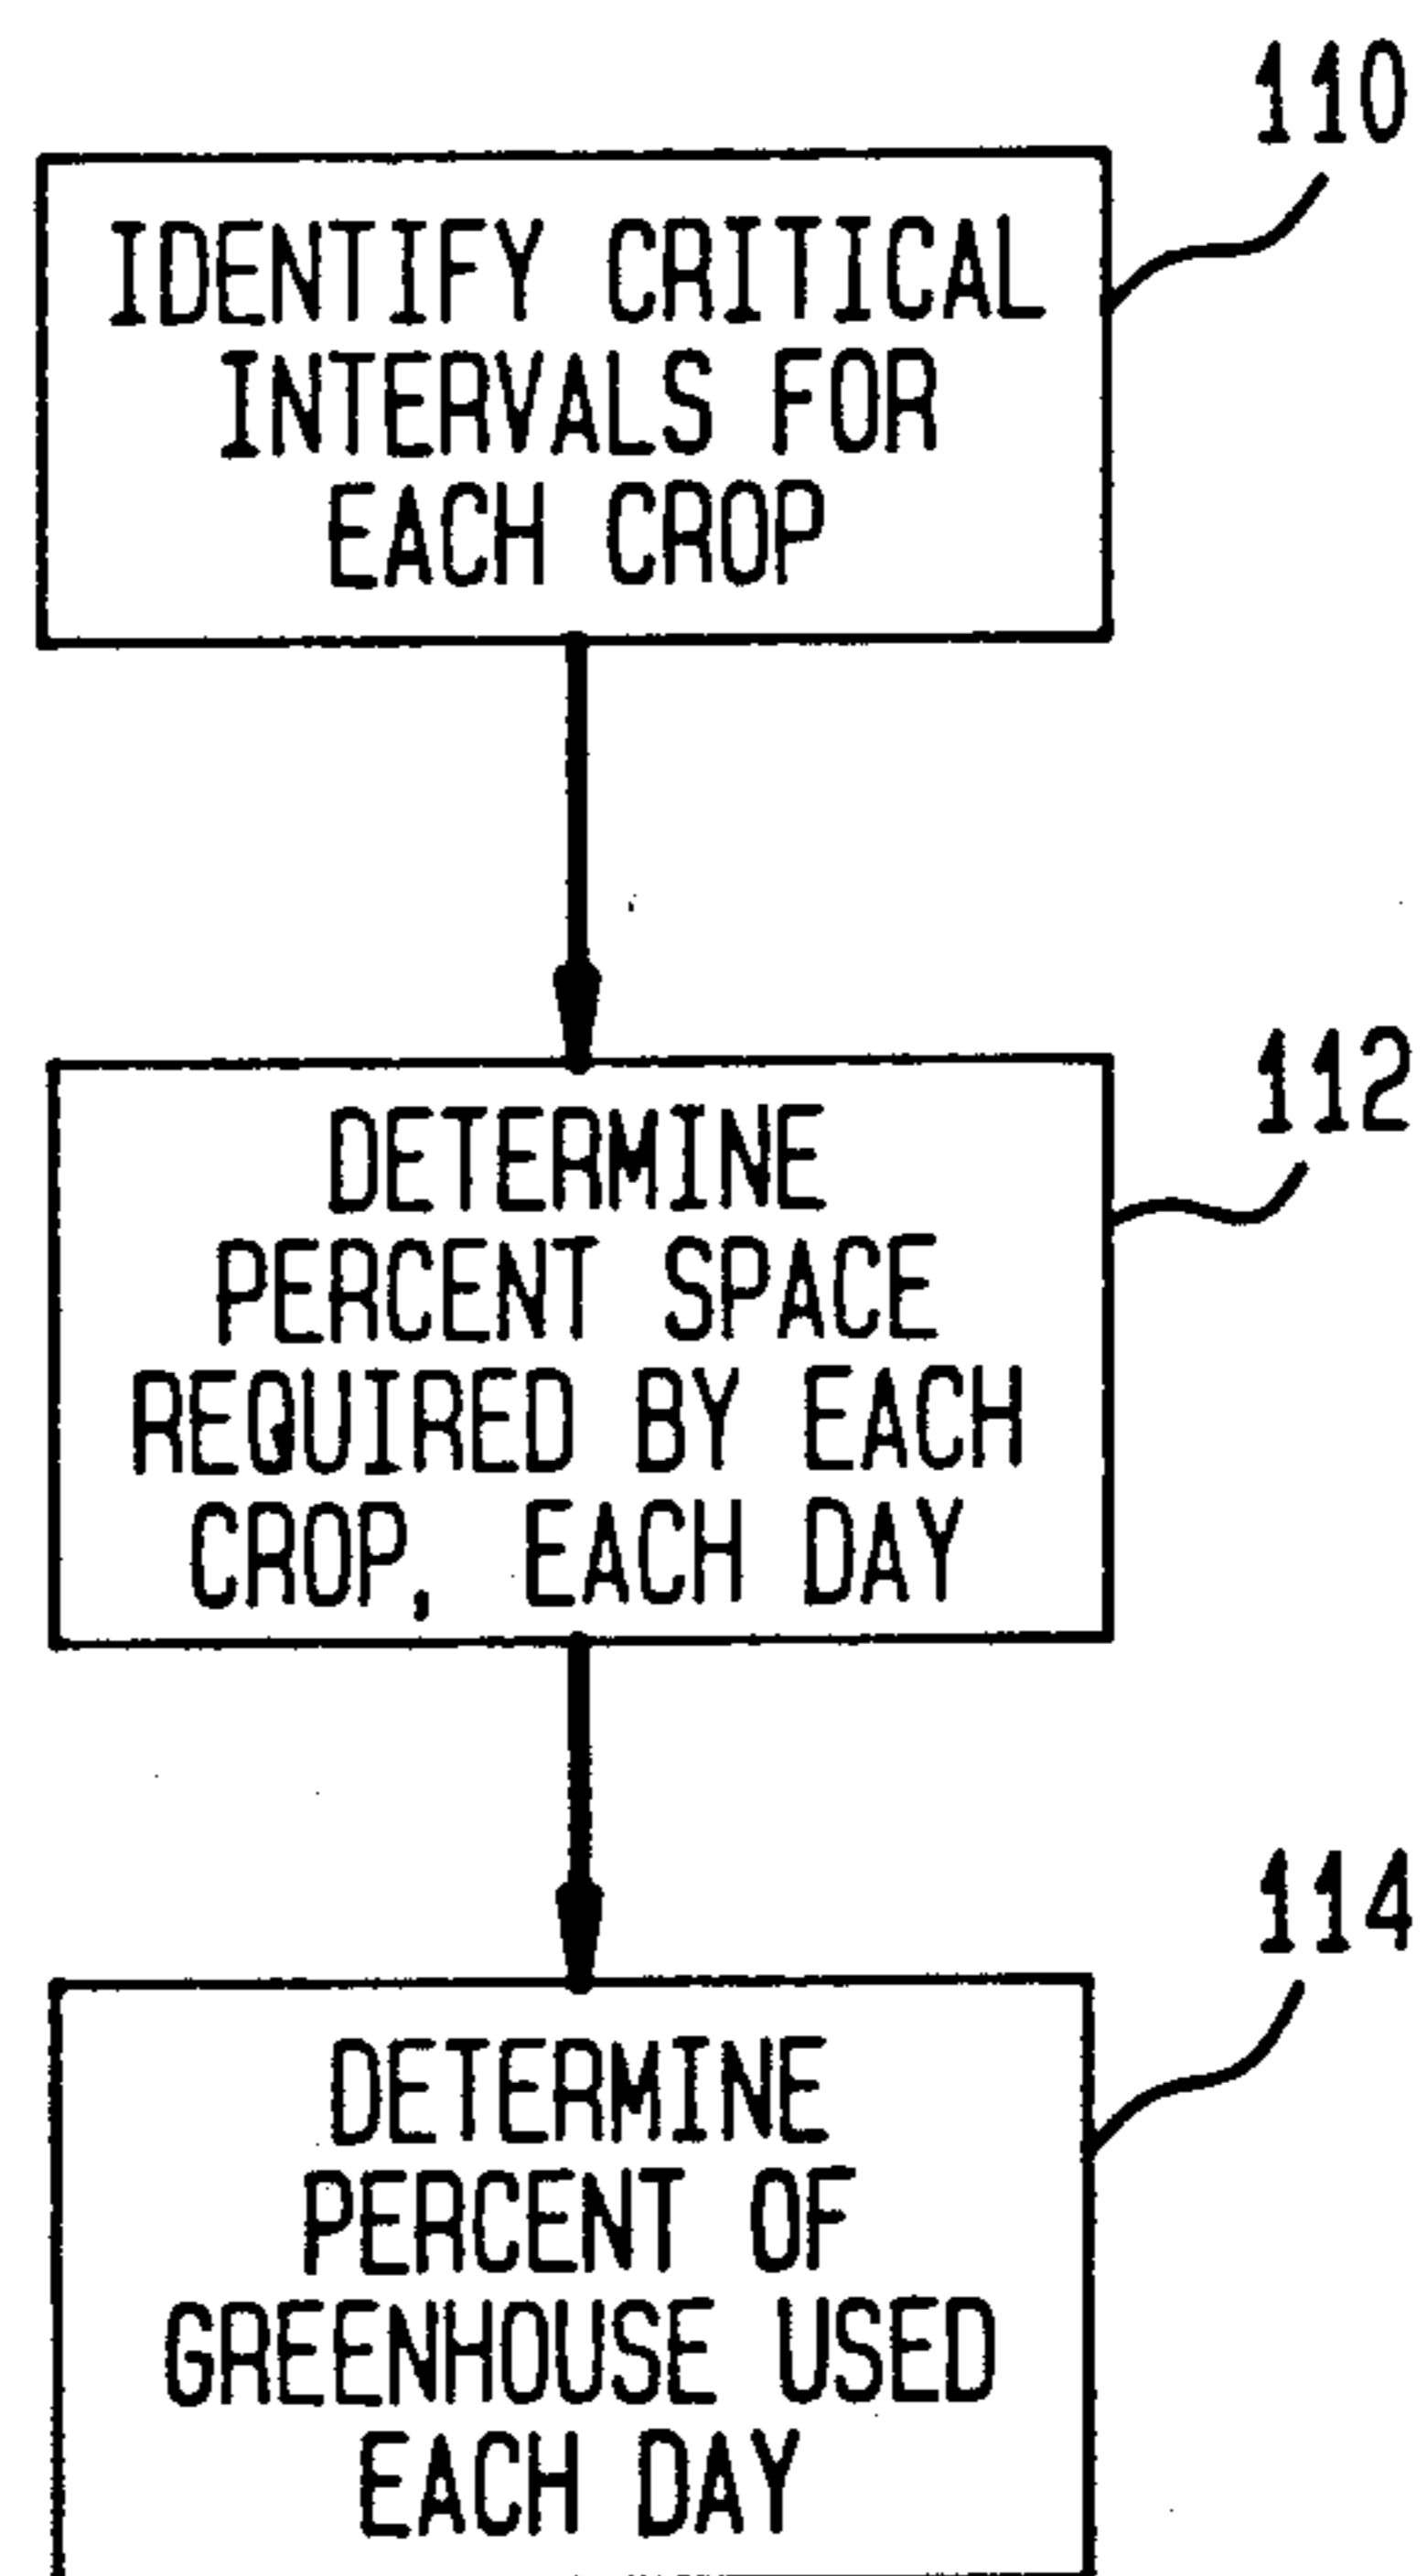 110
IDENTIFY CRITICAL
INTERVALS FOR
EACH CROP
112
DETERMINE
PERCENT SPACE
REQUIRED BY EACH
CROP, EACH DAY
114
DETERMINE
PERCENT OF
GREENHOUSE USED
EACH DAY